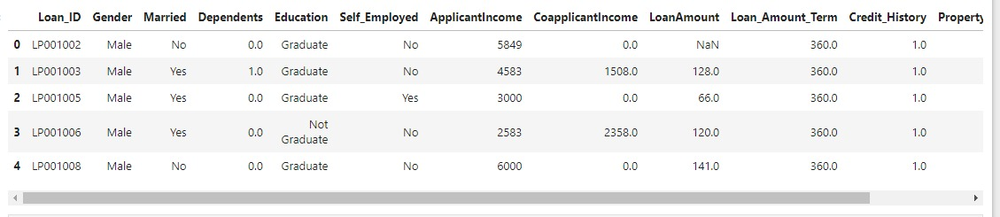 Loan_ID Gender Married Dependents Education Self_Employed ApplicantIncome CoapplicantIncome LoanAmount Loan_Amount_Term Credit_History Property
0 LP001002 Male No 0.0 Graduate No 5849 0.0 NaN 360.0 1.0
1 LP001003 Male Yes 1.0 Graduate No 4583 1508.0 128.0 360.0 1.0
2 LP001005 Male Yes 0.0 Graduate Yes 3000 0.0 66.0 360.0 1.0
3 LP001006 Male Yes 0.0 Not Graduate No 2583 2358.0 120.0 360.0 1.0
4 LP001008 Male No 0.0 Graduate No 6000 0.0 141.0 360.0 1.0